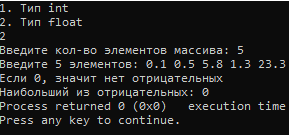 1. Тип int
2. Тип float
2
Введите кол-во элементов массива: 5
Введите 5 элементов: 0.1 0.5 5.8 1.3 23.3
Если 0, значит нет отрицательных
Наибольший из отрицательных: 0
Process returned 0 (0x0)   execution time
Press any key to continue.